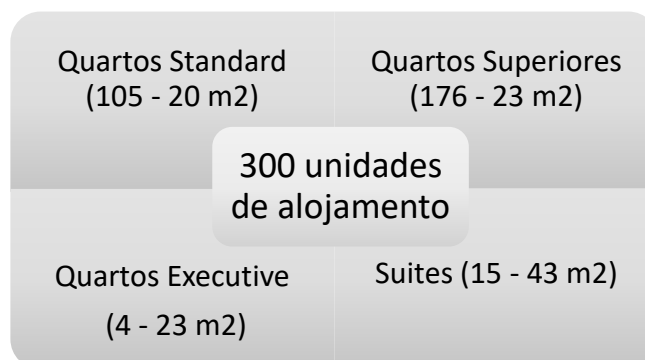 Quartos Standard
(105 - 20 m2)
Quartos Superiores
(176 - 23 m2)
300 unidades
de alojamento
Quartos Executive
(4 - 23 m2)
Suites (15 - 43 m2)